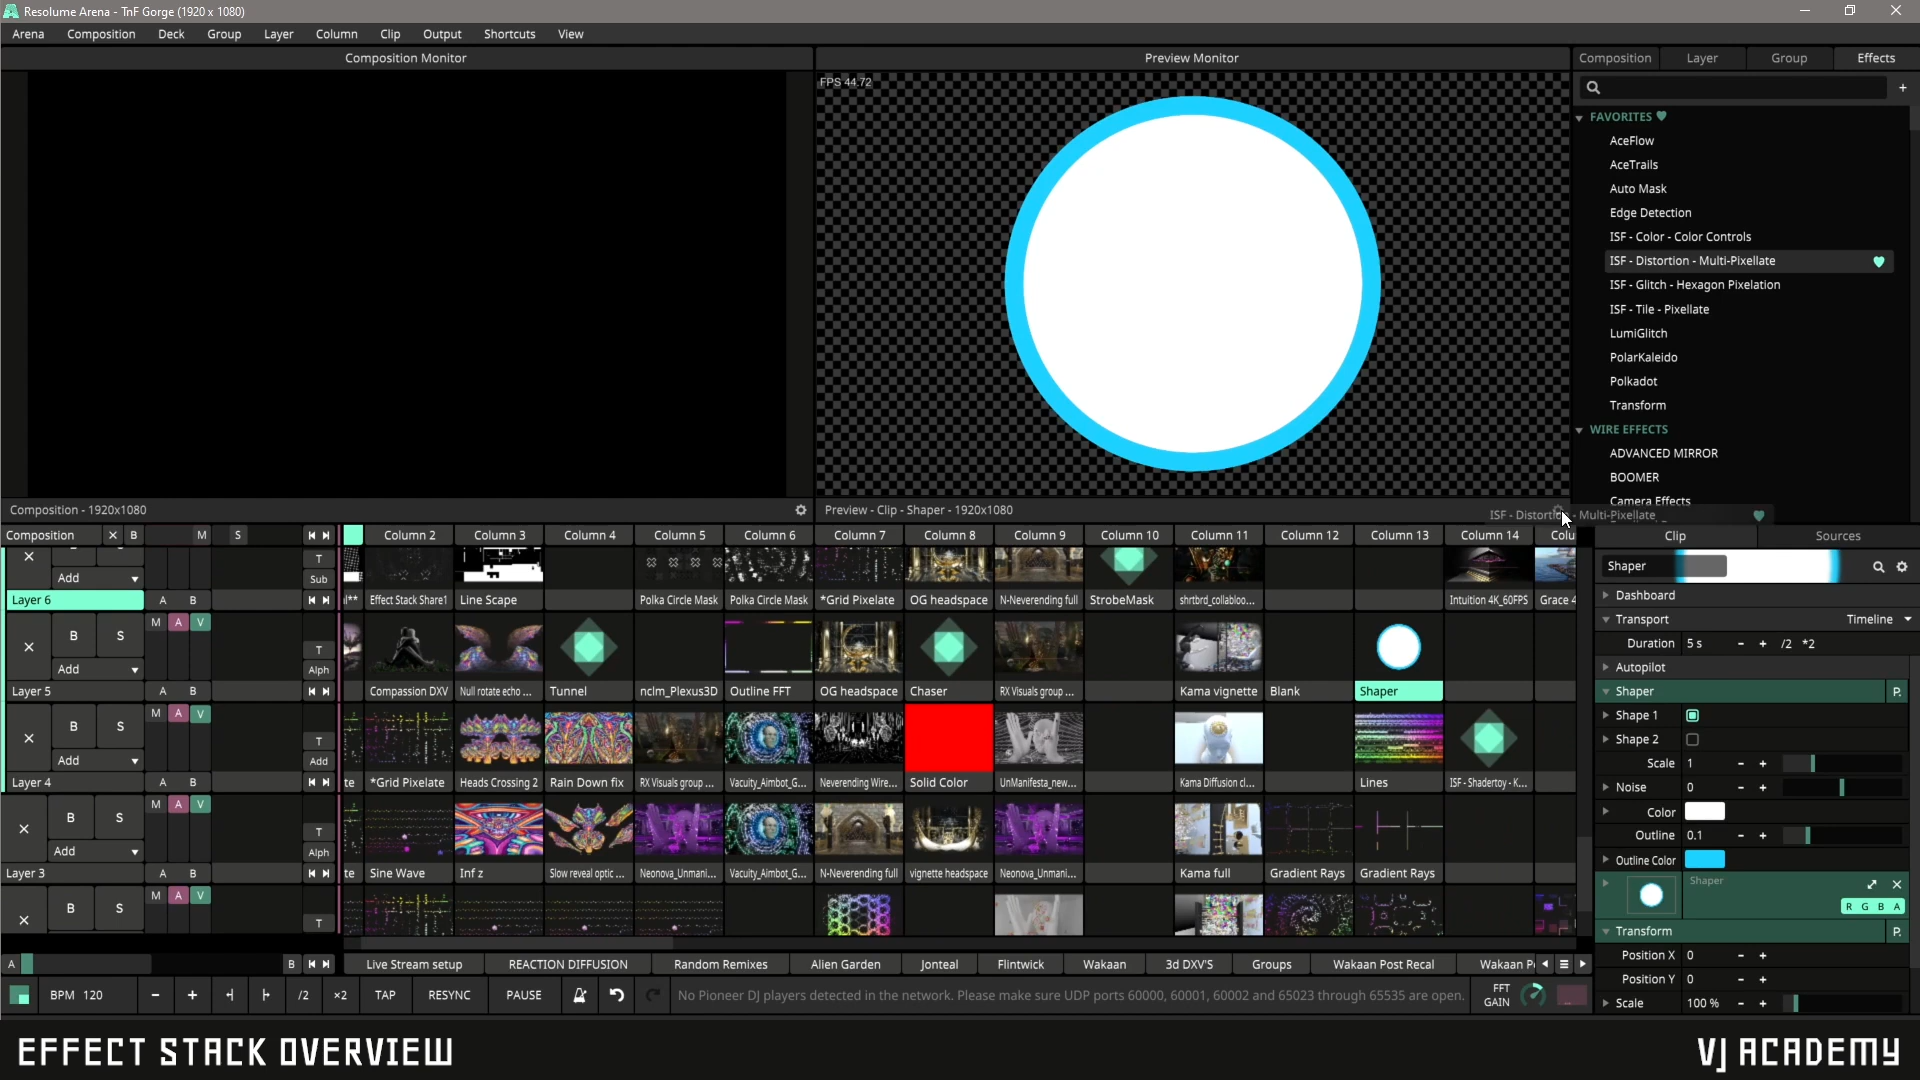 Resolume Arena - TnF Gorge (1920 x 1080)
Arena Composition Deck Group Layer Column Clip Output Shortcuts View
Composition Monitor
Preview Monitor
Composition Layer Group Effects
FPS 44.72
FAVORITES
AceFlow
AceTrails
Auto Mask
Edge Detection
ISF - Color - Color Controls
ISF - Distortion - Multi-Pixellate
ISF - Glitch - Hexagon Pixelation
ISF - Tile - Pixellate
LumiGlitch
PolarKaleido
Polkadot
Transform
WIRE EFFECTS
ADVANCED MIRROR
BOOMER
Camera Effects
Composition - 1920x1080
Preview - Clip - Shaper - 1920x1080
- Multi-Pixellate
Composition X B M S
Column 2 Column 3 Column 4 Column 5 Column 6 Column 7 Column 8 Column 9 Column 10 Column 11 Column 12 Column 13 Column 14 Colu
Clip Sources
T
Add Sub
Layer 6 A B
Effect Stack Share1 Line Scape Polka Circle Mask Polka Circle Mask *Grid Pixelate OG headspace N-Neverending full StrobeMask shrtbrd_collabloo... Intuition 4K_60FPS Grace 4
M A V
B S T
Add Alph
Layer 5 A B
Compassion DXV Null rotate echo ... Tunnel nclm_Plexus3D Outline FFT OG headspace Chaser RX Visuals group ... Kama vignette Blank Shaper
M A V
B S T
Add Add
Layer 4 A B
te *Grid Pixelate Heads Crossing 2 Rain Down fix RX Visuals group ... Vacuity_Aimbot_G... Neverending Wire... Solid Color UnManifesta_new... Kama Diffusion cl... Lines ISF - Shadertoy - K...
M A V
B S T
Add Alph
Layer 3 A B
te Sine Wave Inf z Slow reveal optic ... Neonova_Unmani... Vacuity_Aimbot_G... N-Neverending full vignette headspace Neonova_Unmani... Kama full Gradient Rays Gradient Rays
M A V
B S T
Shaper
Dashboard
Transport Timeline
Duration 5 s - + /2 *2
Autopilot
Shaper P.
Shape 1
Shape 2
Scale 1 - +
Noise 0 - +
Color
Outline 0.1 - +
Outline Color
Shaper
R G B A
Transform P.
Position X 0 - +
Position Y 0 - +
Scale 100 % - +
A B
Live Stream setup REACTION DIFFUSION Random Remixes Alien Garden Jonteal Flintwick Wakaan 3d DXV'S Groups Wakaan Post Recal Wakaan P
BPM 120 - + /2 ×2 TAP RESYNC PAUSE
No Pioneer DJ players detected in the network. Please make sure UDP ports 60000, 60001, 60002 and 65023 through 65535 are open.
FFT GAIN
EFFECT STACK OVERVIEW
VJ ACADEMY